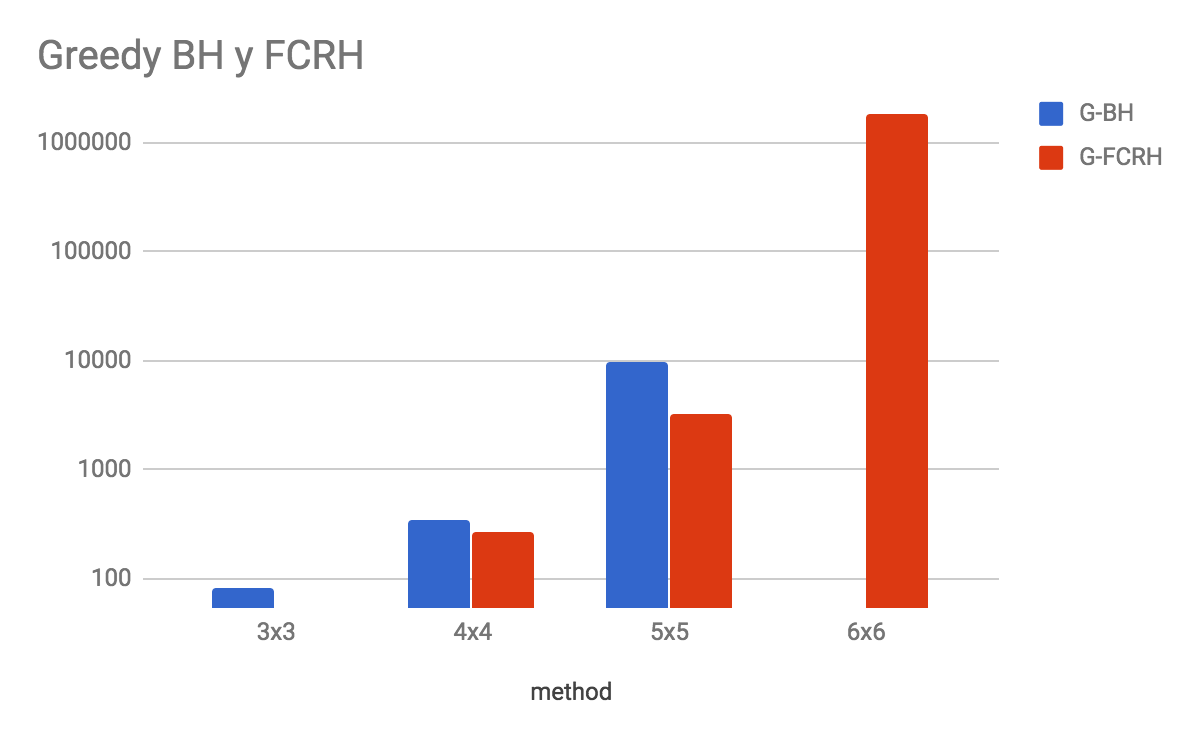 Greedy BH y FCRH
G-BH
G-FCRH
1000000
100000
10000
1000
100
3x3
4x4
5x5
6x6
method